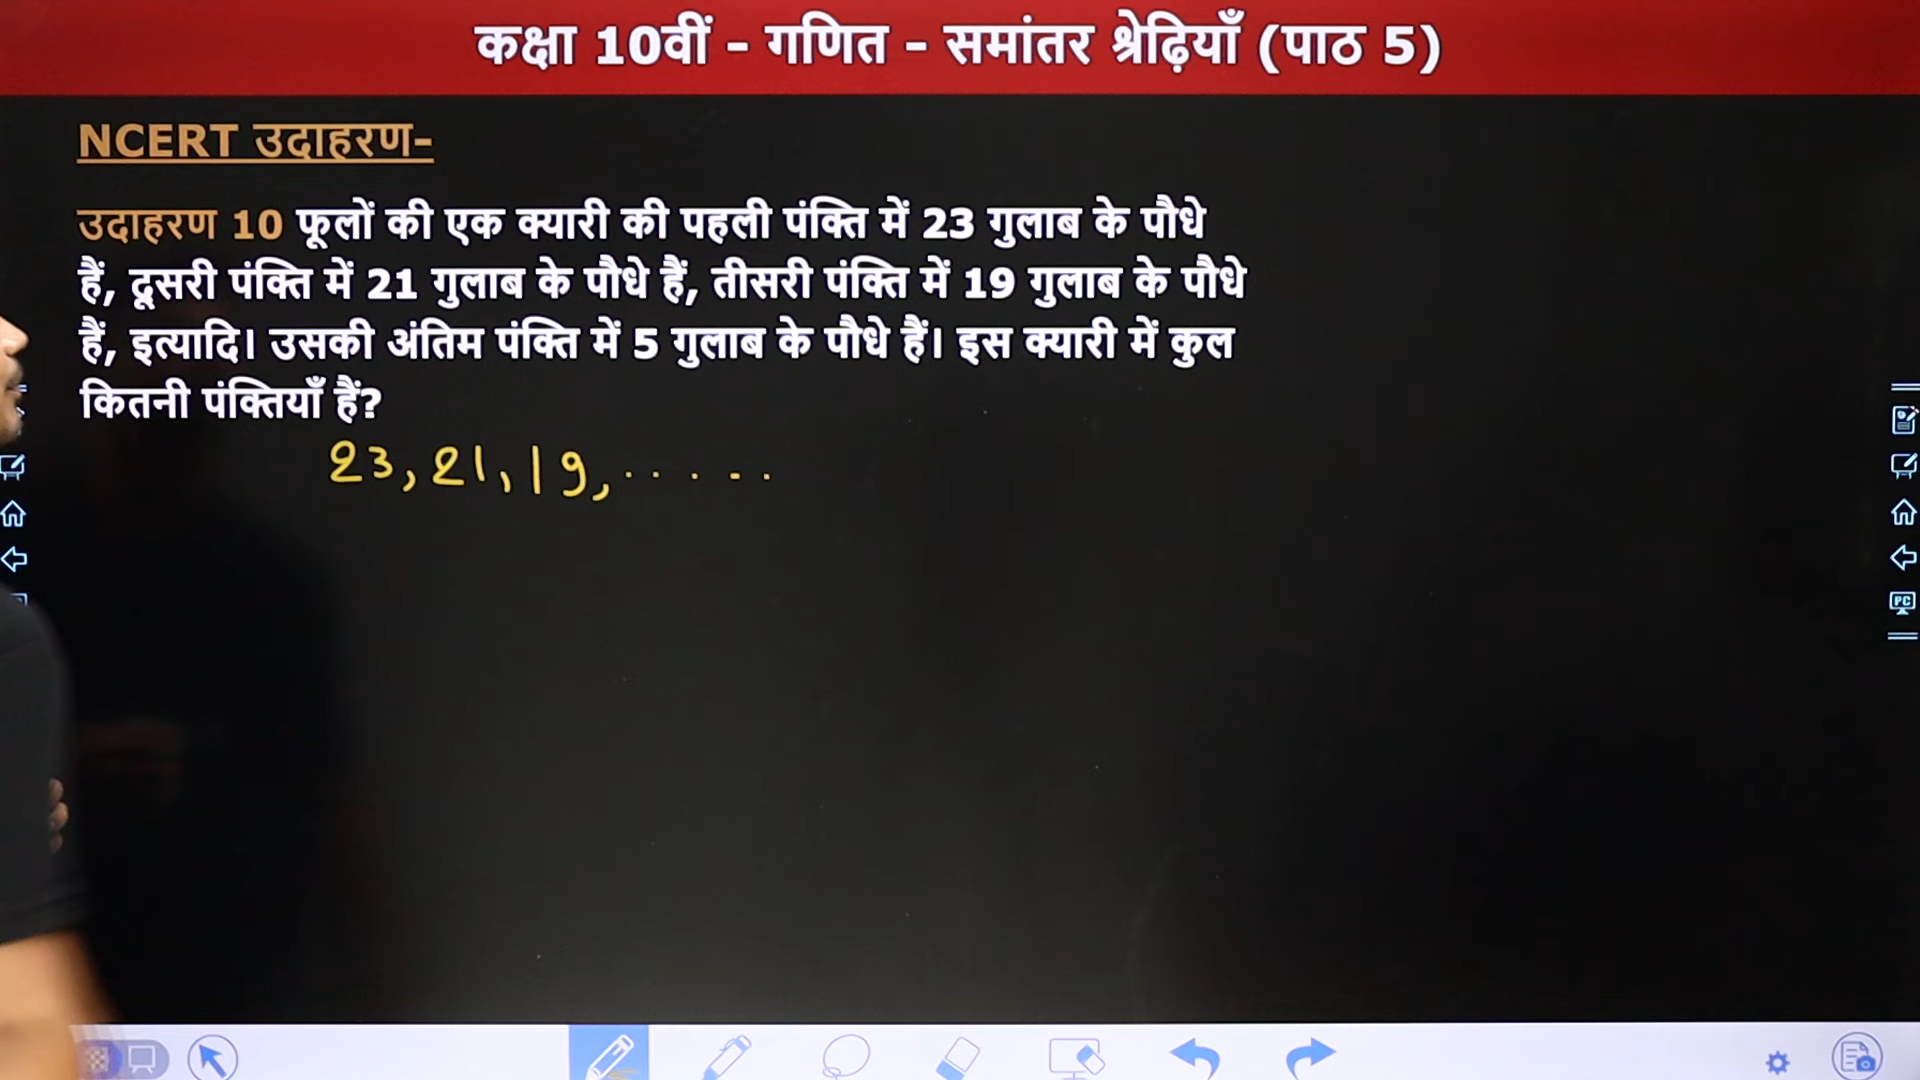 कक्षा 10वीं - गणित - समांतर श्रेढ़ियाँ (पाठ 5)
NCERT उदाहरण-
उदाहरण 10 फूलों की एक क्यारी की पहली पंक्ति में 23 गुलाब के पौधे
हैं, दूसरी पंक्ति में 21 गुलाब के पौधे हैं, तीसरी पंक्ति में 19 गुलाब के पौधे
हैं, इत्यादि। उसकी अंतिम पंक्ति में 5 गुलाब के पौधे हैं। इस क्यारी में कुल
कितनी पंक्तियाँ हैं?
23, 21, 19, .....
PC